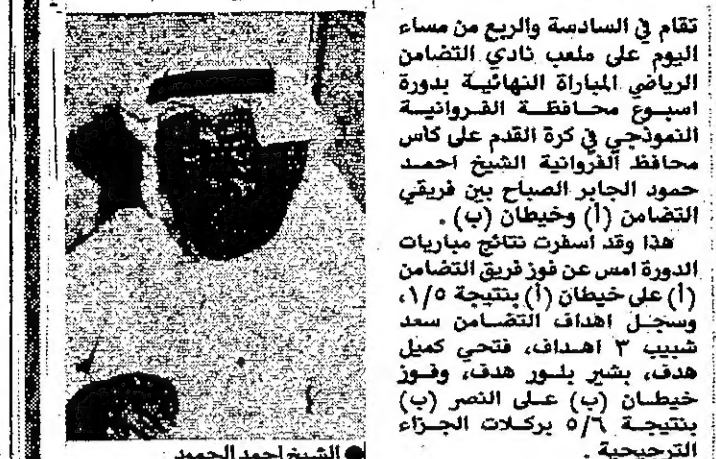 تقام في السادسة والربع من مساء
اليوم على ملعب نادي التضامن
الرياضي المباراة النهائية بدورة
اسبوع محافظة الفروانية
النموذجي في كرة القدم على كاس
محافظ الفروانية الشيخ احمد
حمود الجابر الصباح بين فريقي
التضامن (أ) وخيطان (ب) .
هذا وقد اسفرت نتائج مباريات
الدورة امس عن فوز فريق التضامن
(أ) على خيطان (أ) بنتيجة ١/٥،
وسجل اهداف التضامن سعد
شبيب ٣ اهداف، فتحي كميل
هدف، بشير بلور هدف، وفوز
خيطان (ب) على النصر (ب)
بنتيجة ٥/٦ بركلات الجزاء
الترجيحية .
● الشيخ احمد الحمود